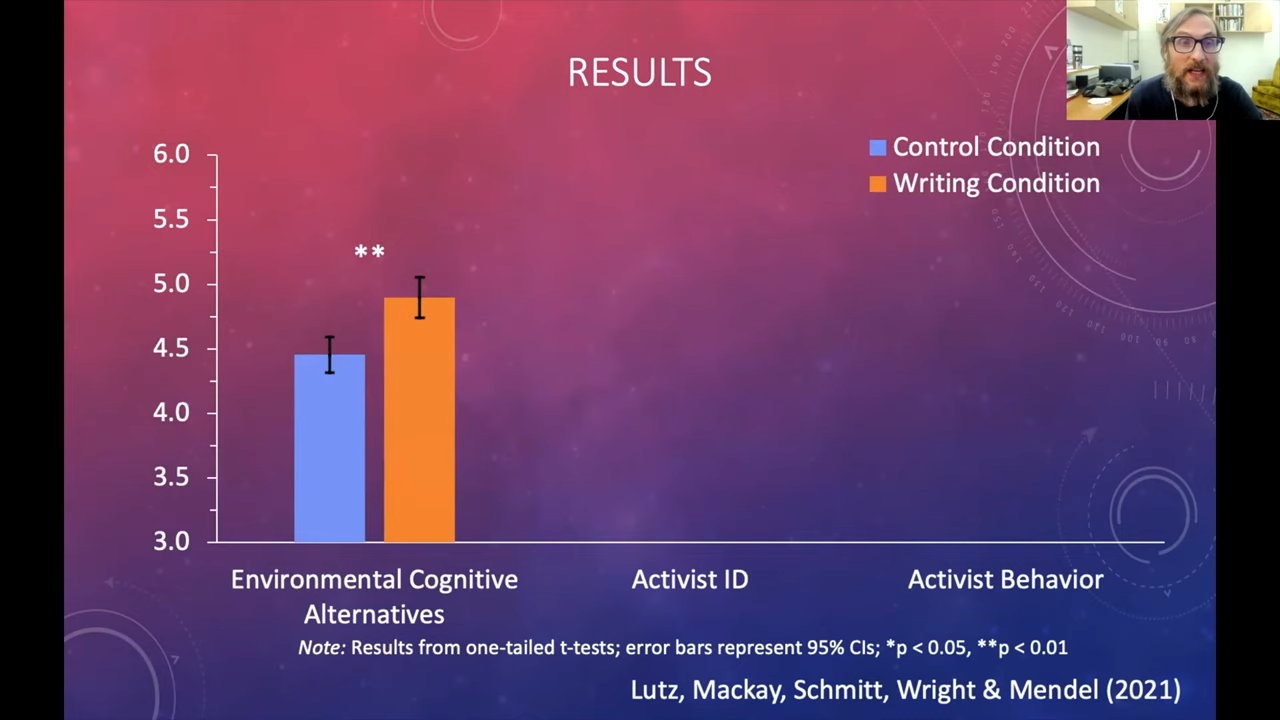 RESULTS
Control Condition
Writing Condition
6.0
5.5
5.0
4.5
4.0
3.5
3.0
**
Environmental Cognitive
Alternatives
Activist ID
Activist Behavior
Note: Results from one-tailed t-tests; error bars represent 95% CIs; *p < 0.05, **p < 0.01
Lutz, Mackay, Schmitt, Wright & Mendel (2021)